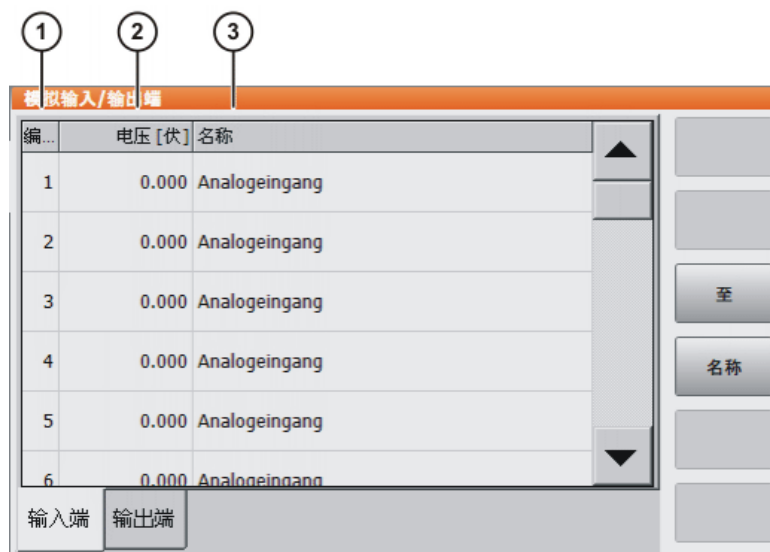 1 2 3
模拟输入/输出端
编... 电压 [伏] 名称
1 0.000 Analogeingang
2 0.000 Analogeingang
3 0.000 Analogeingang
至
4 0.000 Analogeingang
名称
5 0.000 Analogeingang
6 0.000 Analogeingang
输入端 输出端